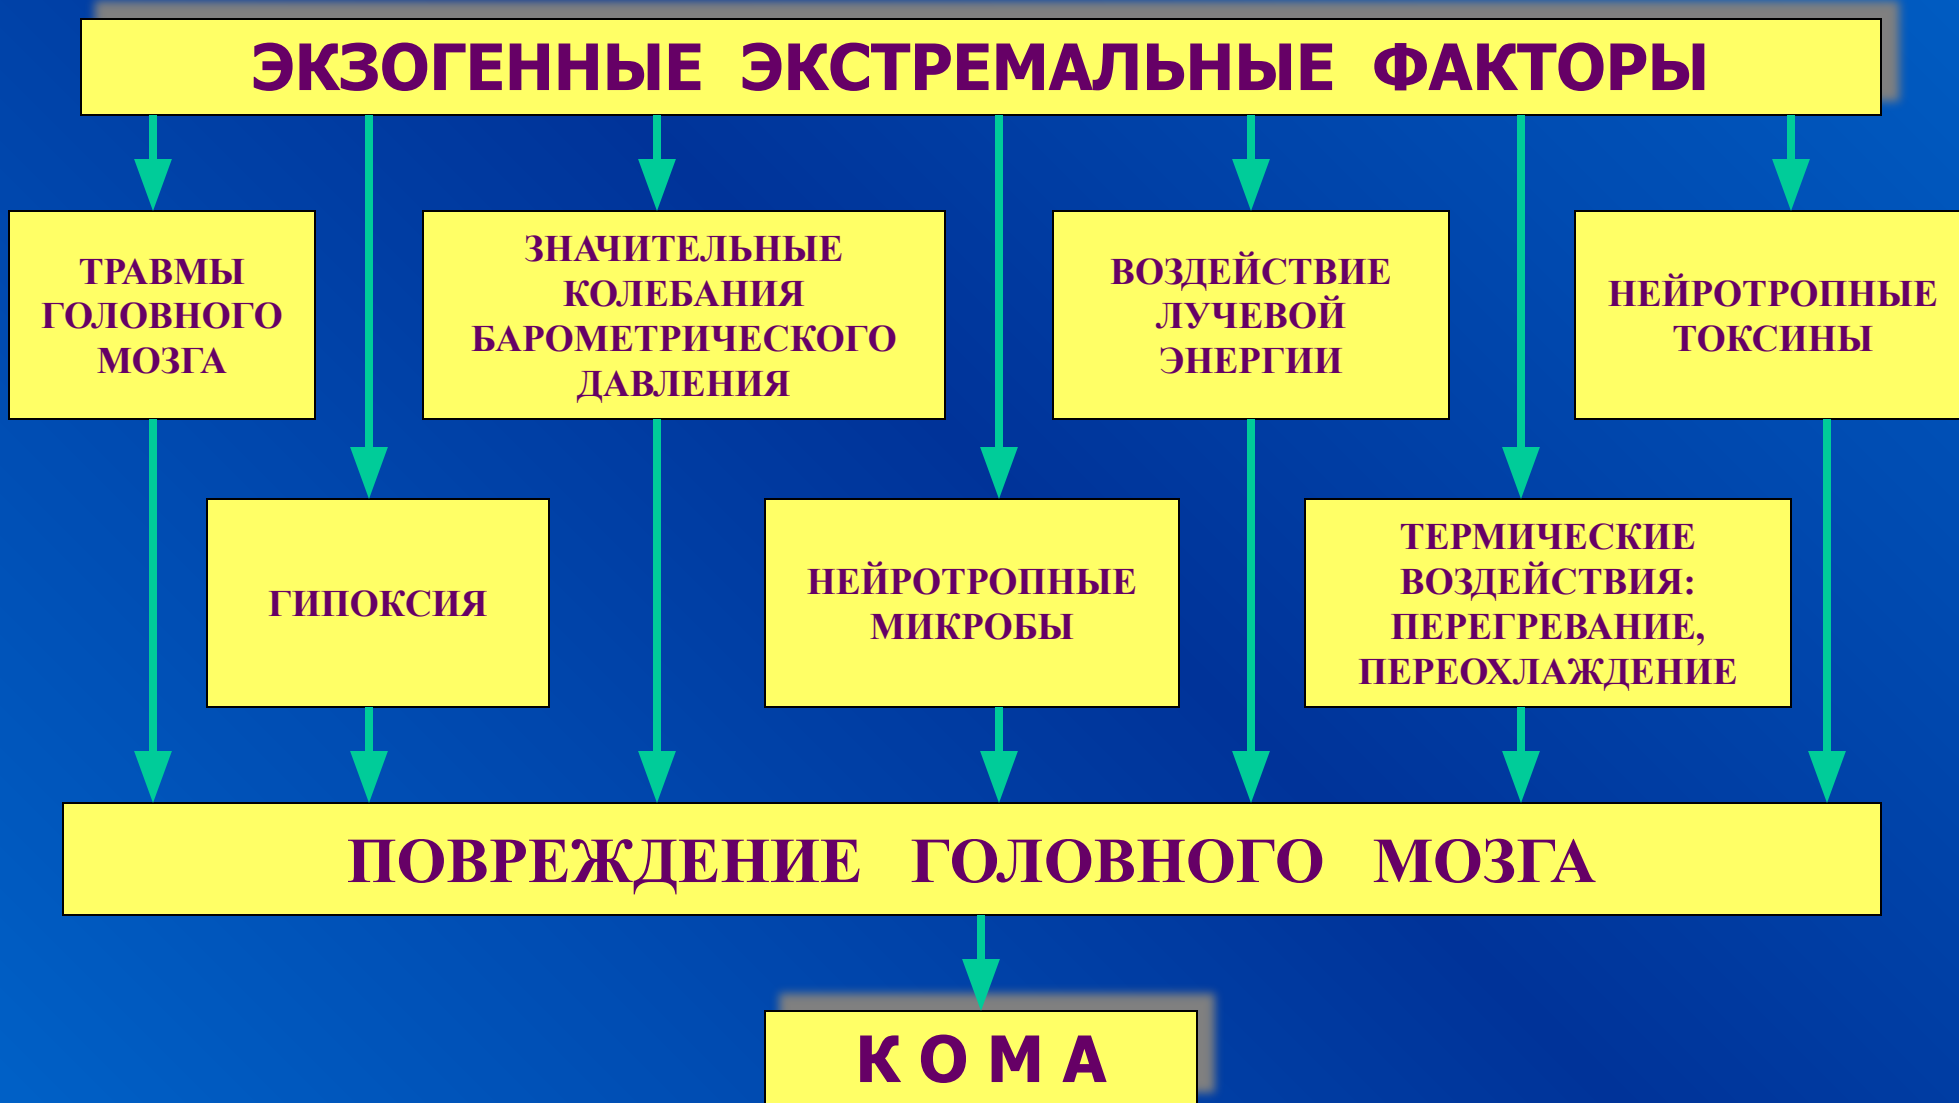 ЭКЗОГЕННЫЕ ЭКСТРЕМАЛЬНЫЕ ФАКТОРЫ
ТРАВМЫ
ГОЛОВНОГО
МОЗГА
ЗНАЧИТЕЛЬНЫЕ
КОЛЕБАНИЯ
БАРОМЕТРИЧЕСКОГО
ДАВЛЕНИЯ
ВОЗДЕЙСТВИЕ
ЛУЧЕВОЙ
ЭНЕРГИИ
НЕЙРОТРОПНЫЕ
ТОКСИНЫ
ГИПОКСИЯ
НЕЙРОТРОПНЫЕ
МИКРОБЫ
ТЕРМИЧЕСКИЕ
ВОЗДЕЙСТВИЯ:
ПЕРЕГРЕВАНИЕ,
ПЕРЕОХЛАЖДЕНИЕ
ПОВРЕЖДЕНИЕ ГОЛОВНОГО МОЗГА
К О М А